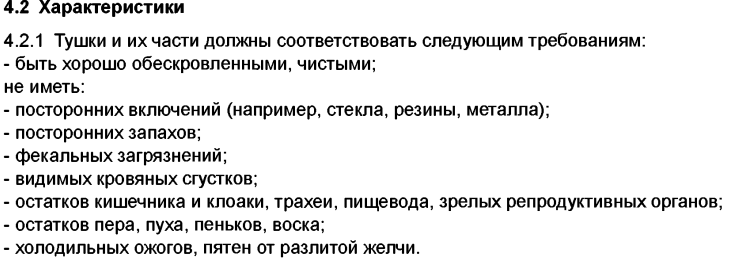 4.2 Характеристики
4.2.1 Тушки и их части должны соответствовать следующим требованиям:
- быть хорошо обескровленными, чистыми;
не иметь:
- посторонних включений (например, стекла, резины, металла);
- посторонних запахов;
- фекальных загрязнений;
- видимых кровяных сгустков;
- остатков кишечника и клоаки, трахеи, пищевода, зрелых репродуктивных органов;
- остатков пера, пуха, пеньков, воска;
- холодильных ожогов, пятен от разлитой желчи.